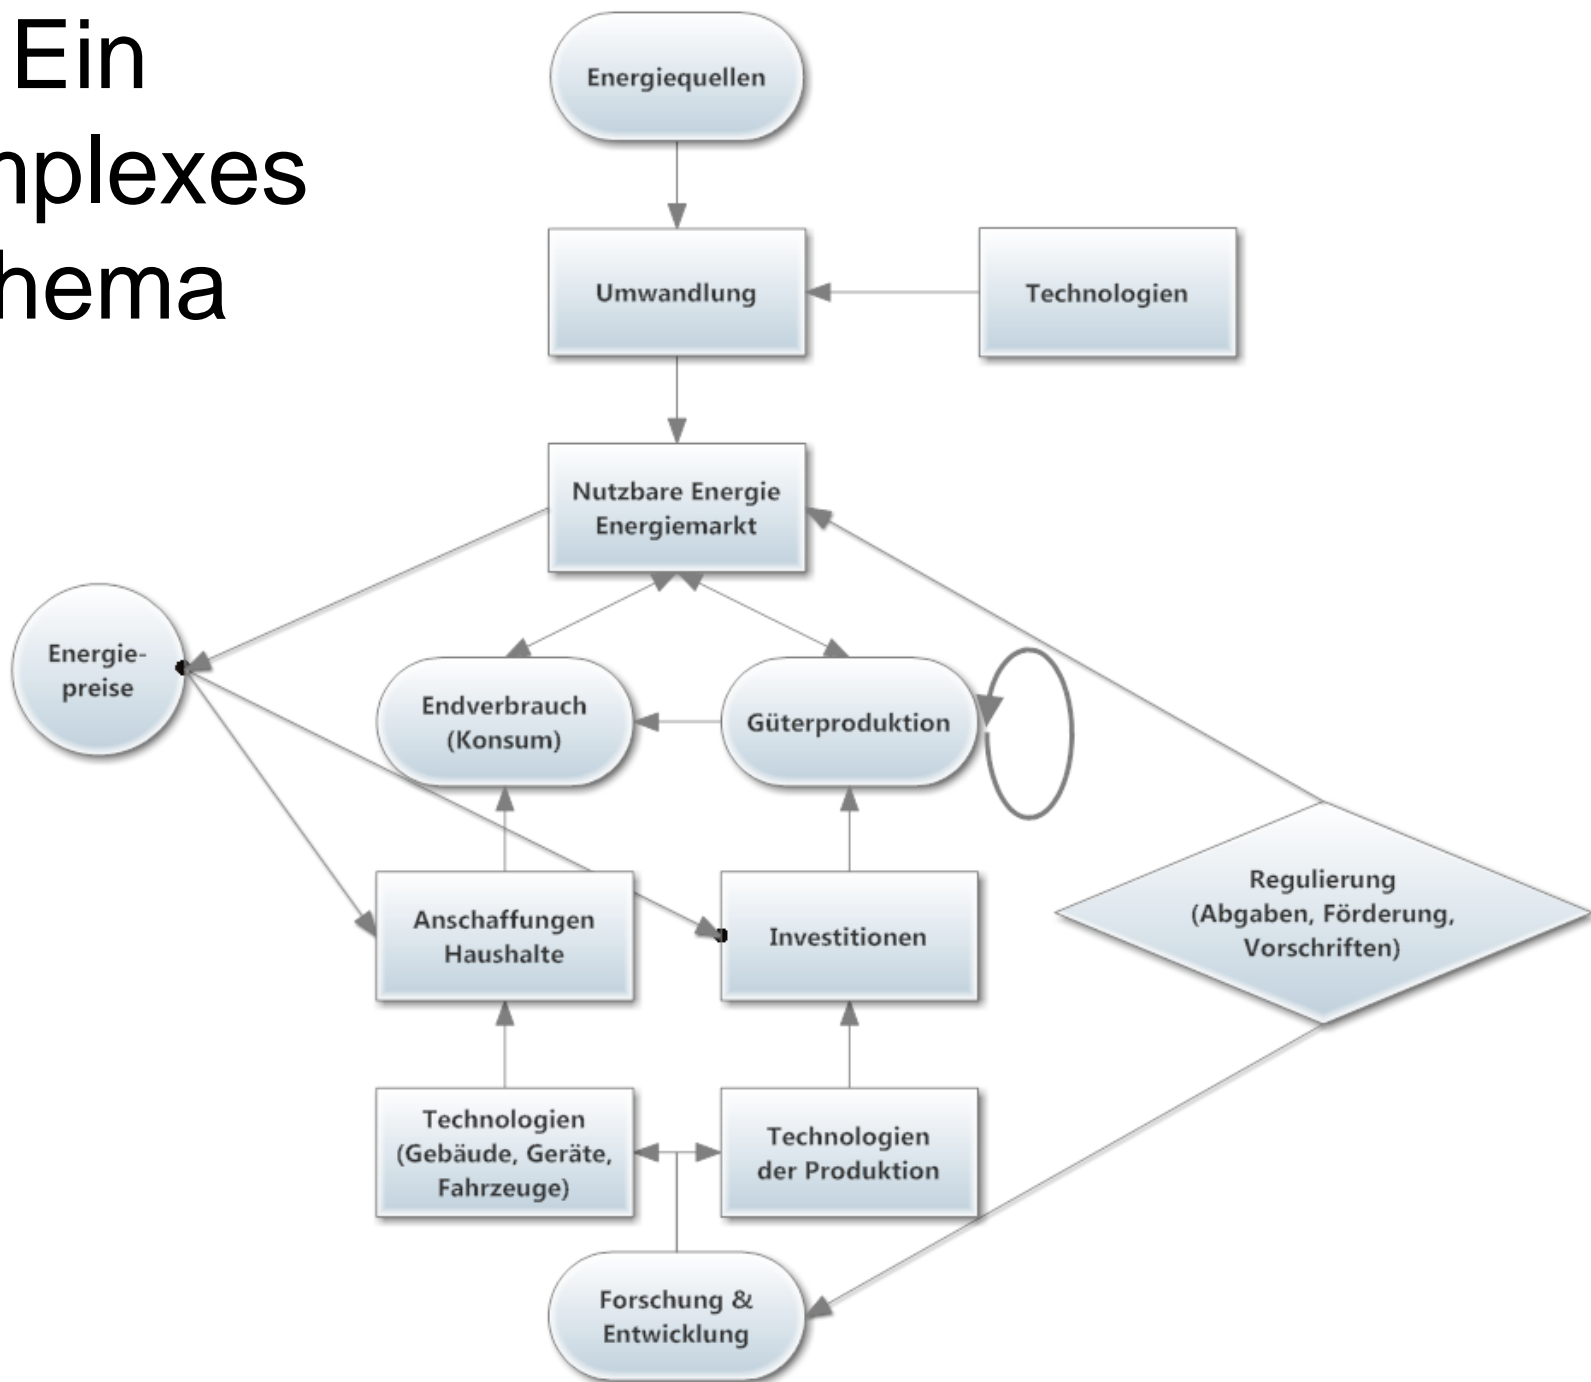 Ein
mplexes
hema
Energiequellen
Umwandlung
Technologien
Nutzbare Energie
Energiemarkt
Energie-
preise
Endverbrauch
(Konsum)
Güterproduktion
Anschaffungen
Haushalte
Investitionen
Regulierung
(Abgaben, Förderung,
Vorschriften)
Technologien
(Gebäude, Geräte,
Fahrzeuge)
Technologien
der Produktion
Forschung &
Entwicklung